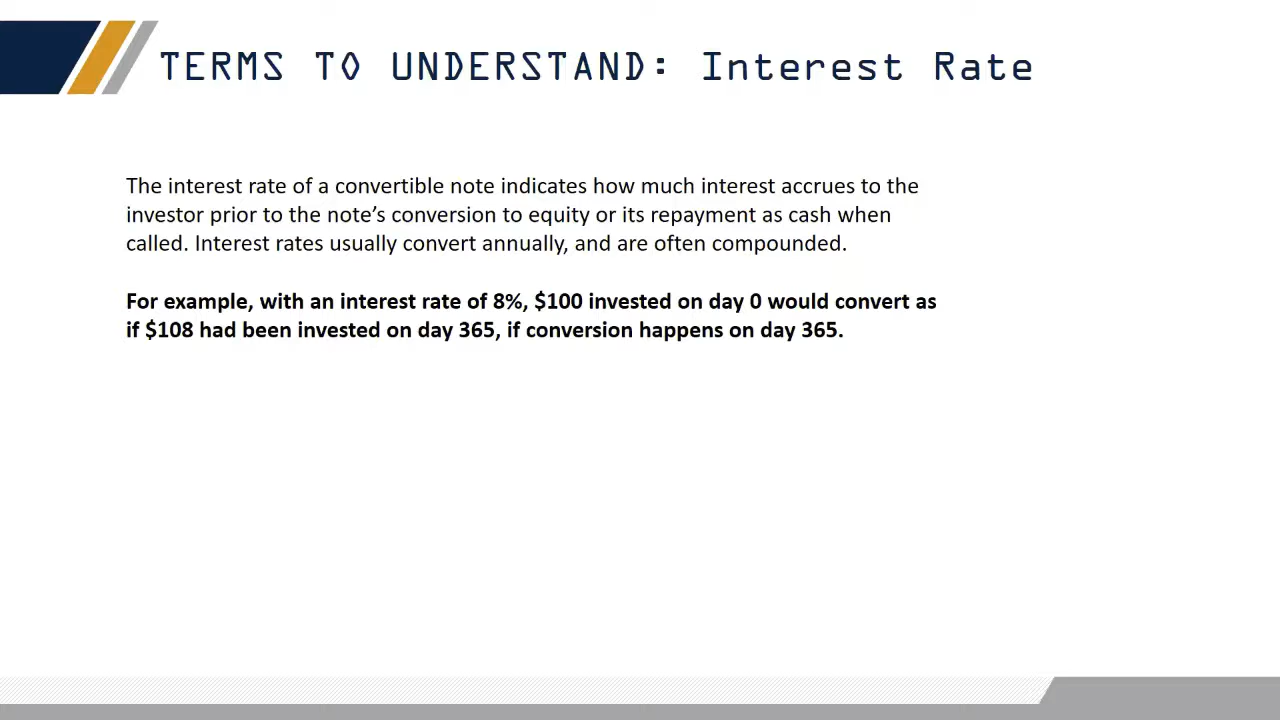 TERMS TO UNDERSTAND: Interest Rate
The interest rate of a convertible note indicates how much interest accrues to the
investor prior to the note’s conversion to equity or its repayment as cash when
called. Interest rates usually convert annually, and are often compounded.
For example, with an interest rate of 8%, $100 invested on day 0 would convert as
if $108 had been invested on day 365, if conversion happens on day 365.